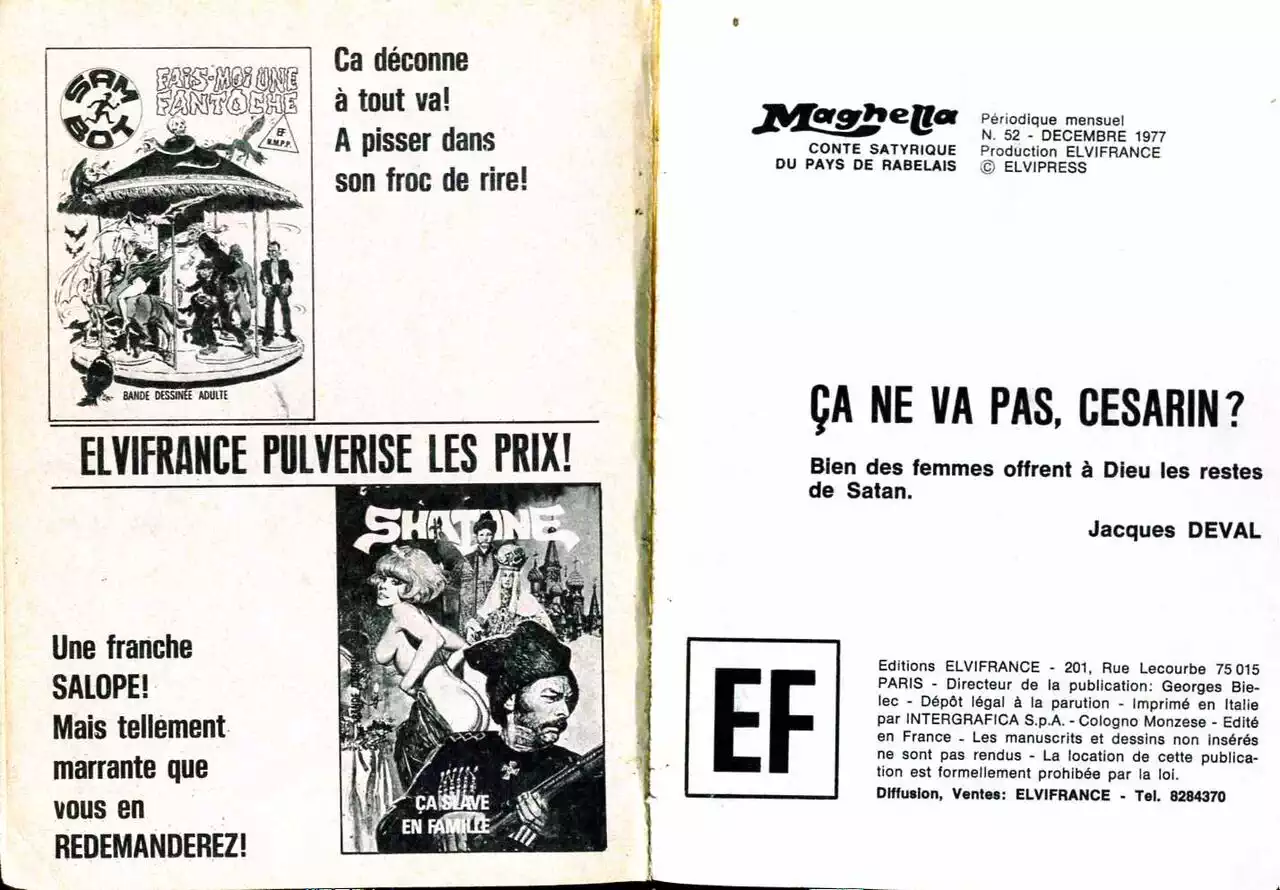 SAM
BOT
FAIS-MOI UNE
FANTOCHE
EF
B.M.P.P.
BANDE DESSINÉE ADULTE
Ca déconne
à tout va!
A pisser dans
son froc de rire!
ELVIFRANCE PULVERISE LES PRIX!
Une franche
SALOPE!
Mais tellement
marrante que
vous en
REDEMANDEREZ!
SHATANE
ÇA SLAVE
EN FAMILLE
Maghella
CONTE SATYRIQUE
DU PAYS DE RABELAIS
Périodique mensuel
N. 52 - DECEMBRE 1977
Production ELVIFRANCE
© ELVIPRESS
ÇA NE VA PAS, CESARIN?
Bien des femmes offrent à Dieu les restes
de Satan.
Jacques DEVAL
EF
Editions ELVIFRANCE - 201, Rue Lecourbe 75 015
PARIS - Directeur de la publication: Georges Bie-
lec - Dépôt légal à la parution - Imprimé en Italie
par INTERGRAFICA S.p.A. - Cologno Monzese - Edité
en France - Les manuscrits et dessins non insérés
ne sont pas rendus - La location de cette publica-
tion est formellement prohibée par la loi.
Diffusion, Ventes: ELVIFRANCE - Tel. 8284370